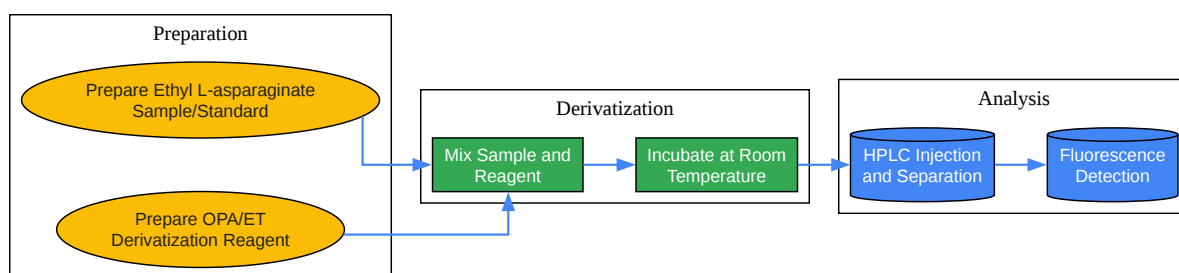 Preparation
Prepare Ethyl L-asparaginate
Sample/Standard
Prepare OPA/ET
Derivatization Reagent
Derivatization
Mix Sample and
Reagent
Incubate at Room
Temperature
Analysis
HPLC Injection
and Separation
Fluorescence
Detection